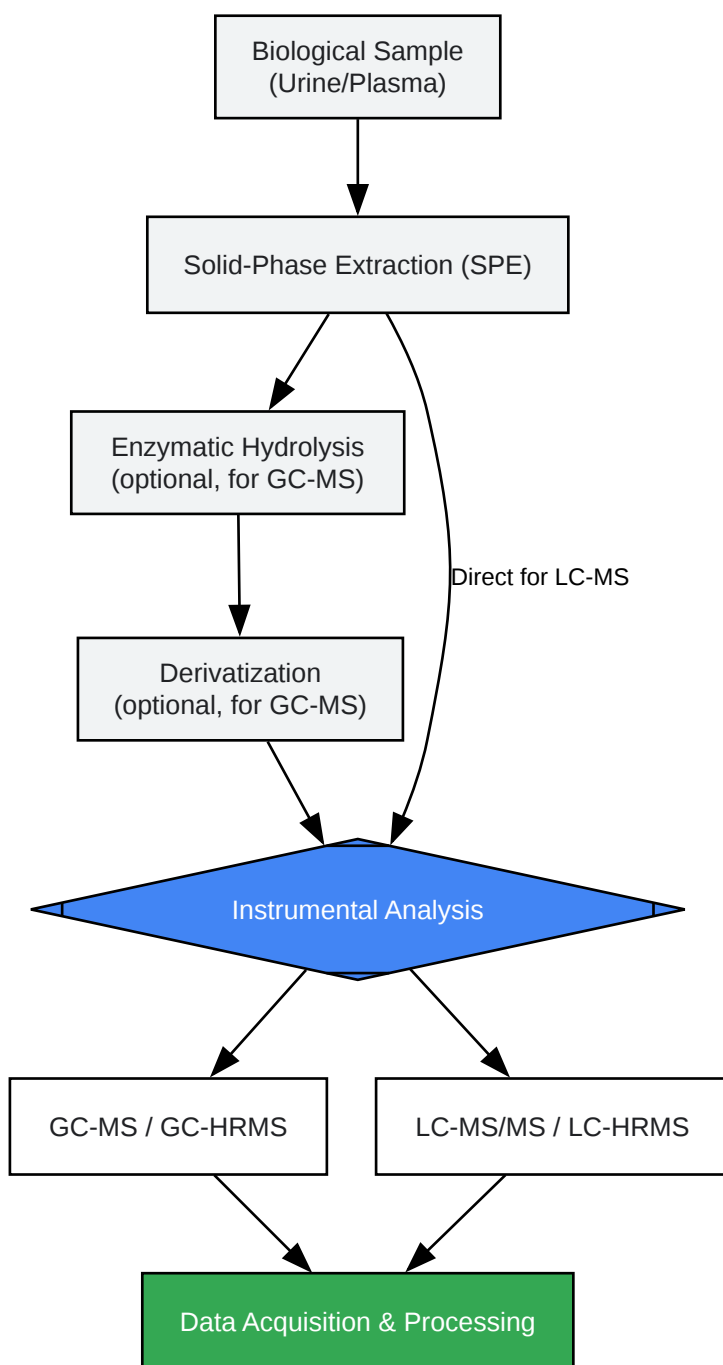 Biological Sample
(Urine/Plasma)
Solid-Phase Extraction (SPE)
Enzymatic Hydrolysis
(optional, for GC-MS)
Direct for LC-MS
Derivatization
(optional, for GC-MS)
Instrumental Analysis
GC-MS / GC-HRMS
LC-MS/MS / LC-HRMS
Data Acquisition & Processing